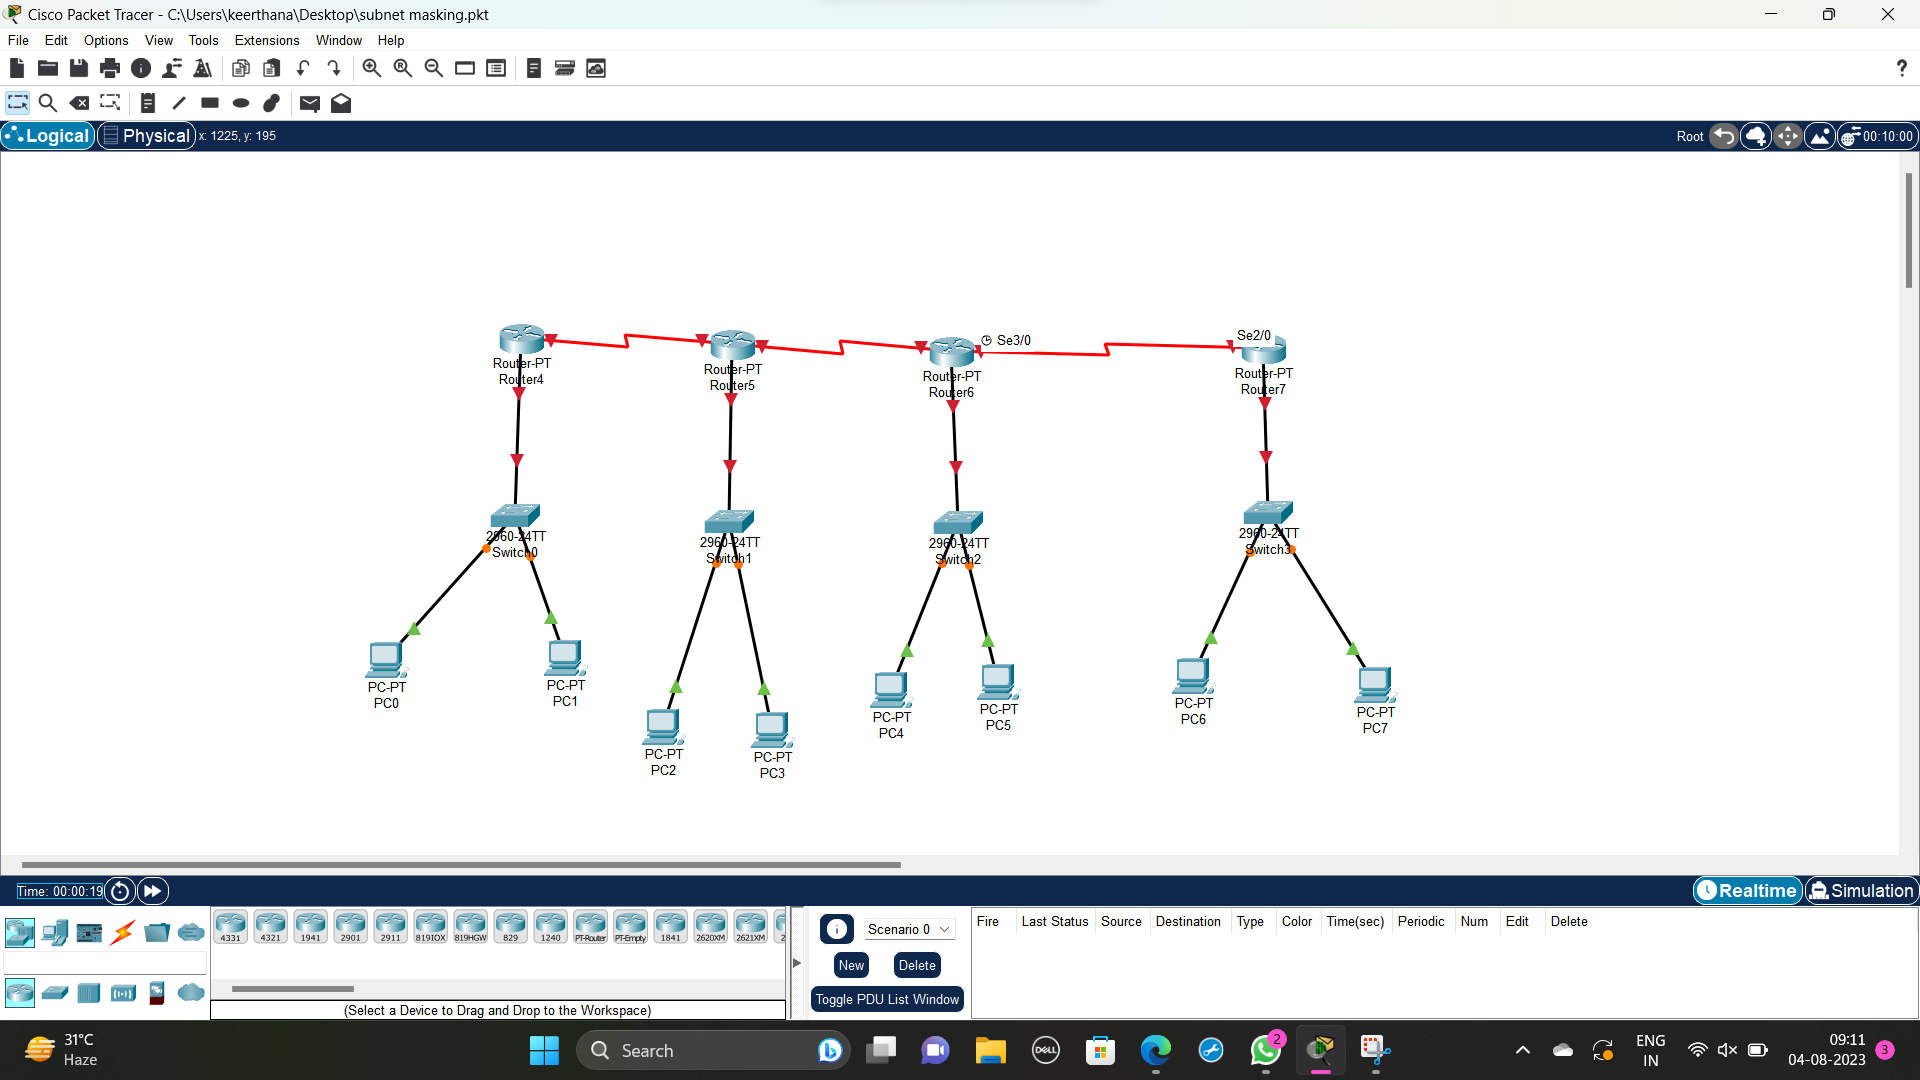 Cisco Packet Tracer - C:\Users\keerthana\Desktop\subnet masking.pkt
File Edit Options View Tools Extensions Window Help
?
Logical Physical x: 1225, y: 195 Root 00:10:00
Se3/0 Se2/0
Router-PT
Router4
Router-PT
Router5
Router-PT
Router6
Router-PT
Router7
2960-24TT
Switch0
2960-24TT
Switch1
2960-24TT
Switch2
2960-24TT
Switch3
PC-PT
PC0
PC-PT
PC1
PC-PT
PC2
PC-PT
PC3
PC-PT
PC4
PC-PT
PC5
PC-PT
PC6
PC-PT
PC7
Time: 00:00:19 Realtime Simulation
4331 4321 1941 2901 2911 819IOX 819HGW 829 1240 PT-Router PT-Empty 1841 2620XM 2621XM 2
(Select a Device to Drag and Drop to the Workspace)
Scenario 0
New Delete
Toggle PDU List Window
Fire Last Status Source Destination Type Color Time(sec) Periodic Num Edit Delete
31°C
Haze
Search
DELL
2
ENG
IN
09:11
04-08-2023
3